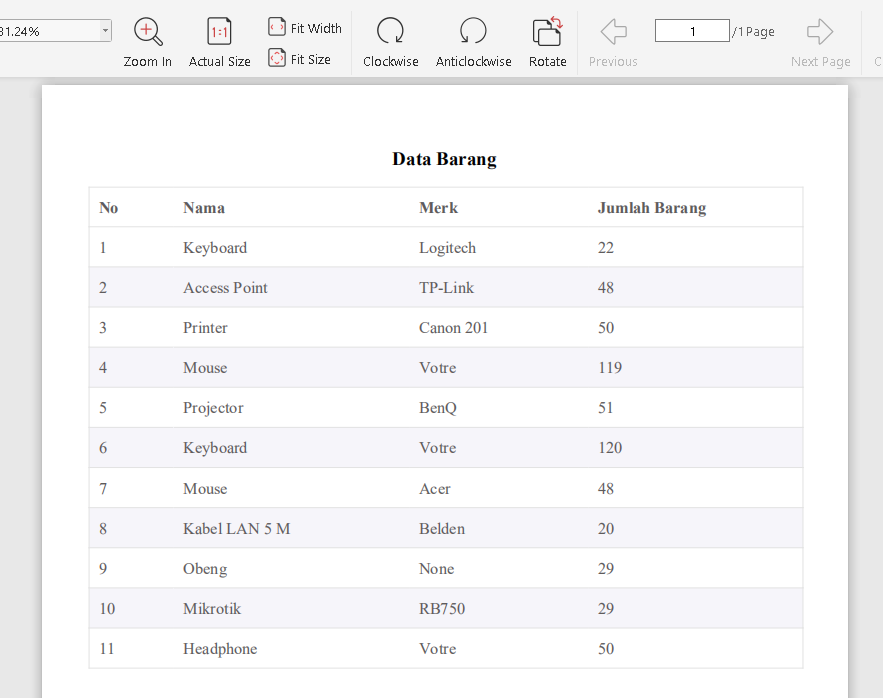 31.24%
Zoom In
1:1
Actual Size
Fit Width
Fit Size
Clockwise
Anticlockwise
Rotate
Previous
1 /1 Page
Next Page
Data Barang
No Nama Merk Jumlah Barang
1 Keyboard Logitech 22
2 Access Point TP-Link 48
3 Printer Canon 201 50
4 Mouse Votre 119
5 Projector BenQ 51
6 Keyboard Votre 120
7 Mouse Acer 48
8 Kabel LAN 5 M Belden 20
9 Obeng None 29
10 Mikrotik RB750 29
11 Headphone Votre 50